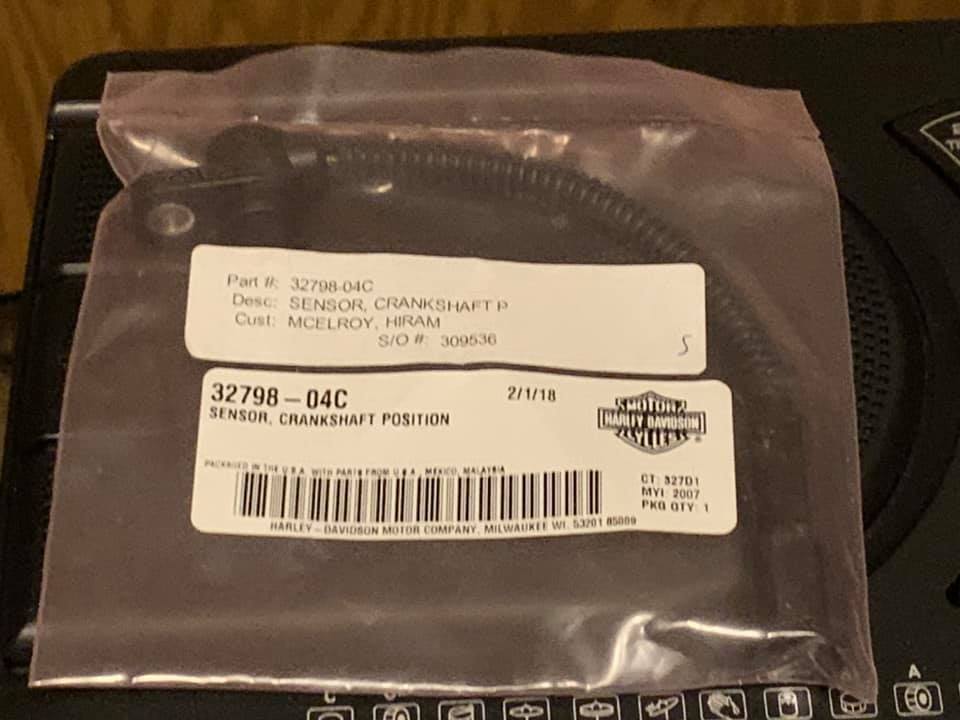 Part #: 32798-04C
Desc: SENSOR, CRANKSHAFT P
Cust: MCELROY, HIRAM
S/O #: 309536
5
32798-04C
2/1/18
SENSOR, CRANKSHAFT POSITION
MOTOR
HARLEY-DAVIDSON
CYCLES
PACKAGED IN THE U.S.A. WITH PARTS FROM U.S.A., MEXICO, MALAYSIA
CT: 327D1
MYI: 2007
PKG QTY: 1
HARLEY-DAVIDSON MOTOR COMPANY, MILWAUKEE WI. 53201 85009
A